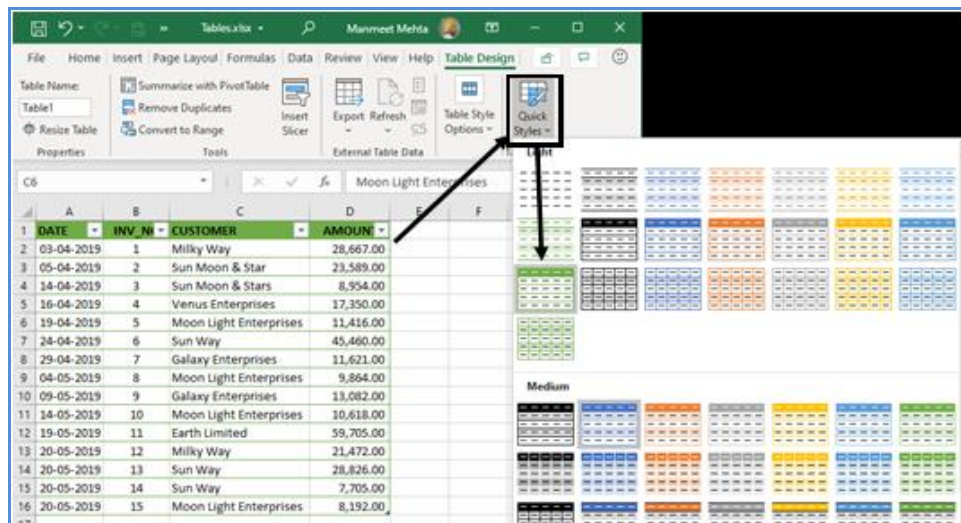 Tables.xlsx
Manmeet Mehta
File Home Insert Page Layout Formulas Data Review View Help Table Design
Table Name:
Table1
Resize Table
Properties
Summarize with PivotTable
Remove Duplicates
Convert to Range
Tools
Insert Slicer
Export Refresh
External Table Data
Table Style Options
Quick Styles
Light
C6 fx Moon Light Enterprises
A B C D E F
1 DATE INV_N CUSTOMER AMOUNT
2 03-04-2019 1 Milky Way 28,667.00
3 05-04-2019 2 Sun Moon & Star 23,589.00
4 14-04-2019 3 Sun Moon & Stars 8,954.00
5 16-04-2019 4 Venus Enterprises 17,350.00
6 19-04-2019 5 Moon Light Enterprises 11,416.00
7 24-04-2019 6 Sun Way 45,460.00
8 29-04-2019 7 Galaxy Enterprises 11,621.00
9 04-05-2019 8 Moon Light Enterprises 9,864.00
10 09-05-2019 9 Galaxy Enterprises 13,082.00
11 14-05-2019 10 Moon Light Enterprises 10,618.00
12 19-05-2019 11 Earth Limited 59,705.00
13 20-05-2019 12 Milky Way 21,472.00
14 20-05-2019 13 Sun Way 28,826.00
15 20-05-2019 14 Sun Way 7,705.00
16 20-05-2019 15 Moon Light Enterprises 8,192.00
Medium